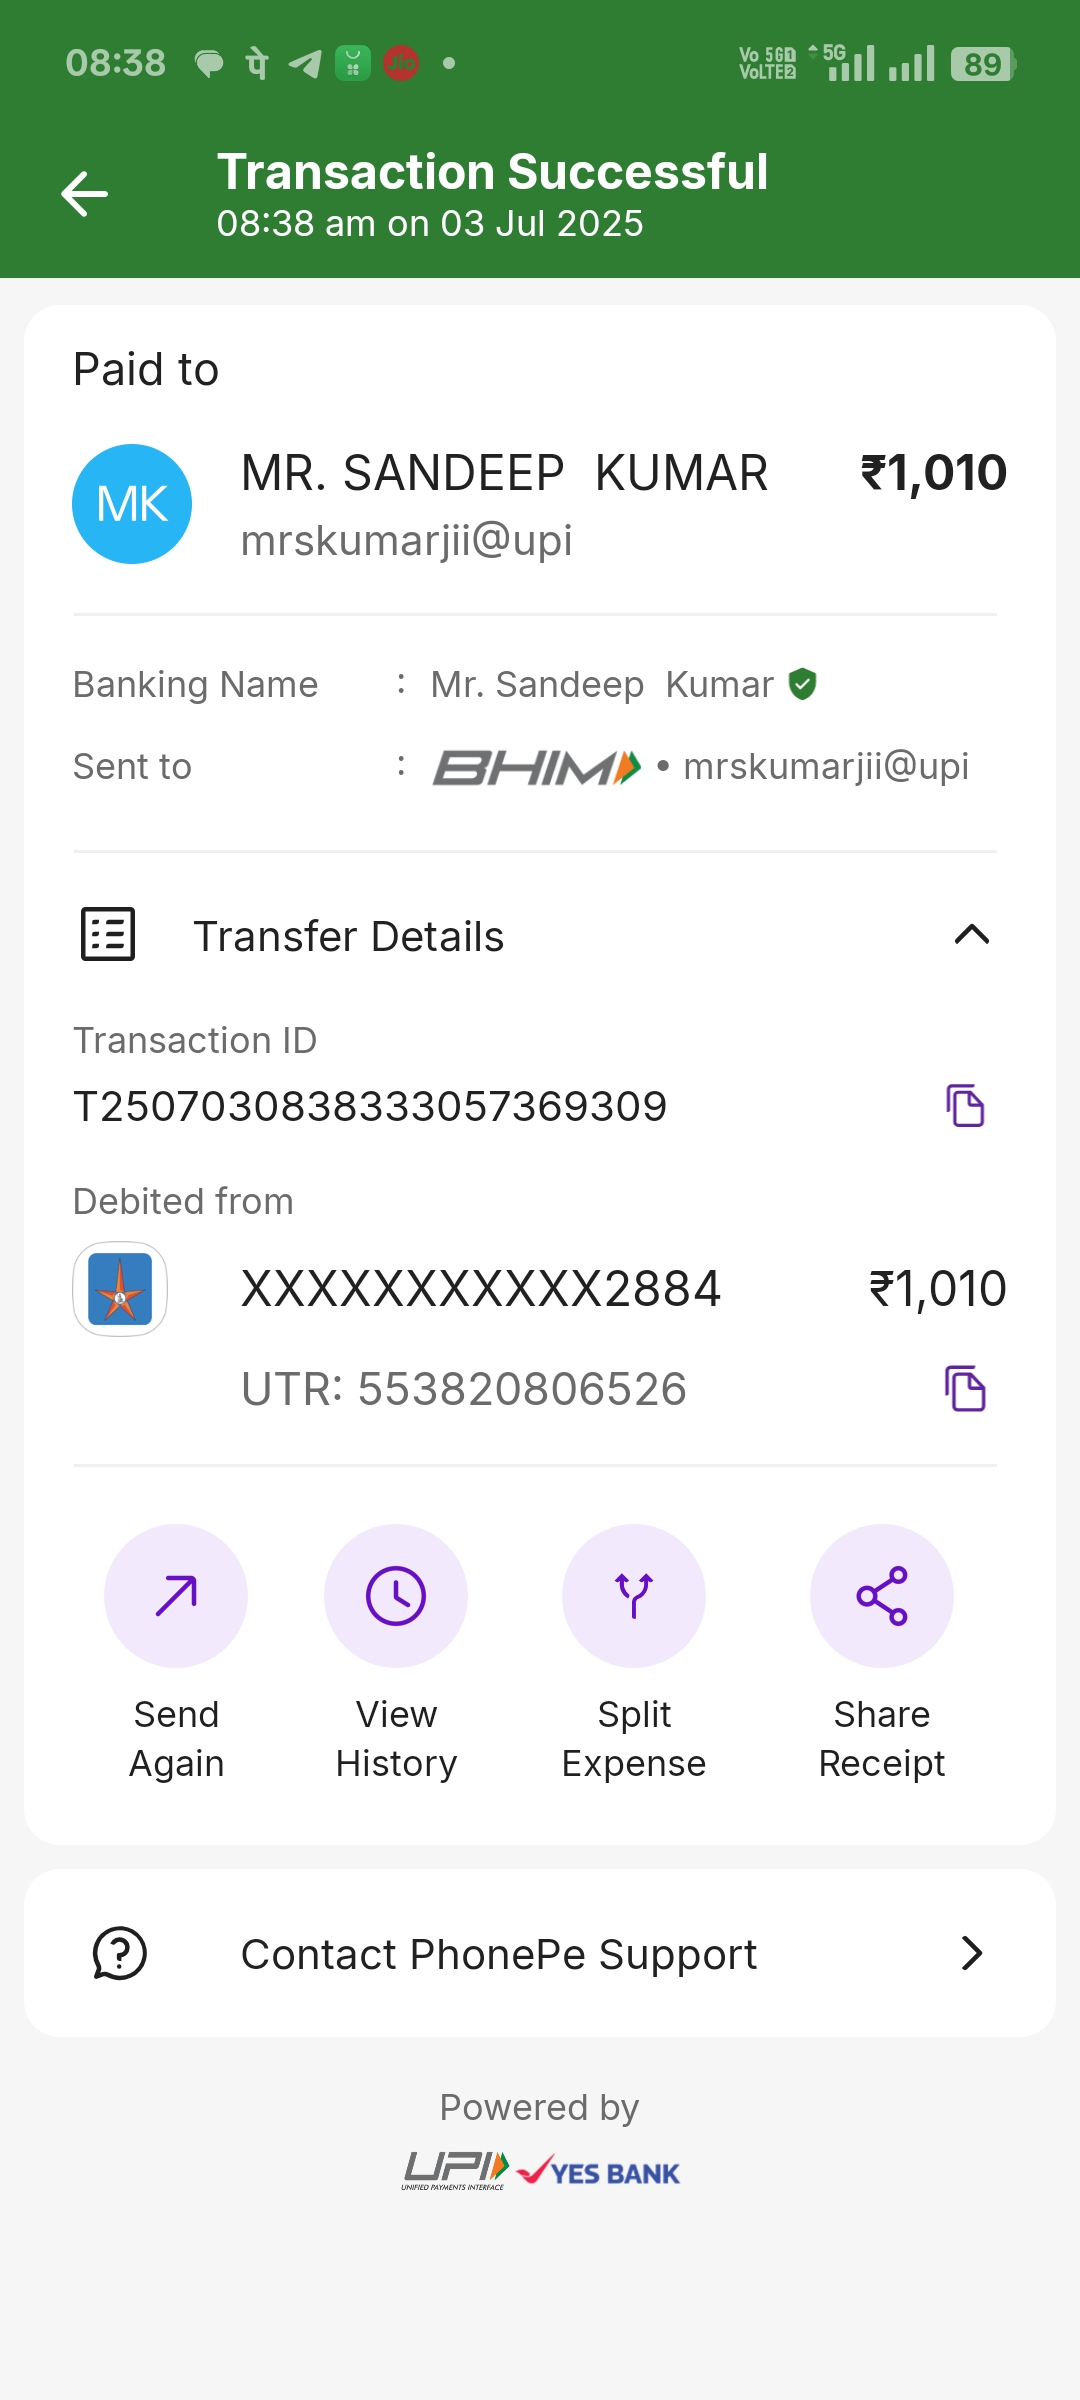 08:38 पे Jio Vo 5G 1 VoLTE 2 5G 89
Transaction Successful
08:38 am on 03 Jul 2025
Paid to
MK MR. SANDEEP  KUMAR ₹1,010
mrskumarjii@upi
Banking Name : Mr. Sandeep  Kumar
Sent to : BHIM • mrskumarjii@upi
Transfer Details
Transaction ID
T2507030838333057369309
Debited from
XXXXXXXXXXX2884 ₹1,010
UTR: 553820806526
Send Again
View History
Split Expense
Share Receipt
Contact PhonePe Support
Powered by
UPI YES BANK
UNIFIED PAYMENTS INTERFACE